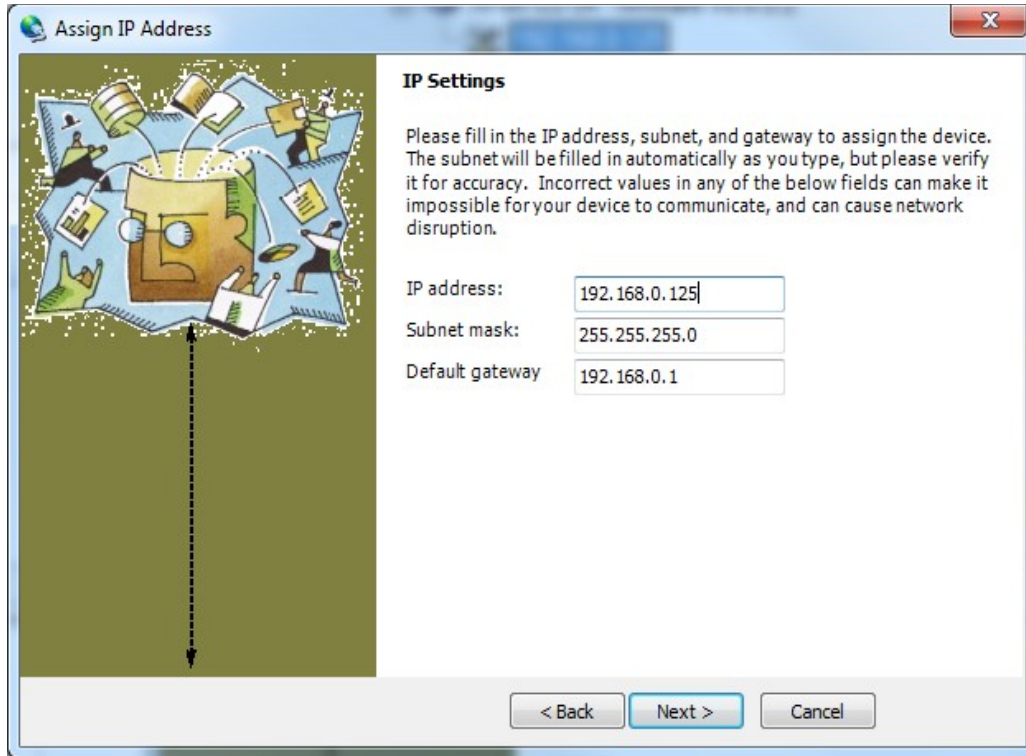 Assign IP Address
IP Settings
Please fill in the IP address, subnet, and gateway to assign the device.
The subnet will be filled in automatically as you type, but please verify
it for accuracy. Incorrect values in any of the below fields can make it
impossible for your device to communicate, and can cause network
disruption.
IP address: 192.168.0.125
Subnet mask: 255.255.255.0
Default gateway 192.168.0.1
< Back Next > Cancel